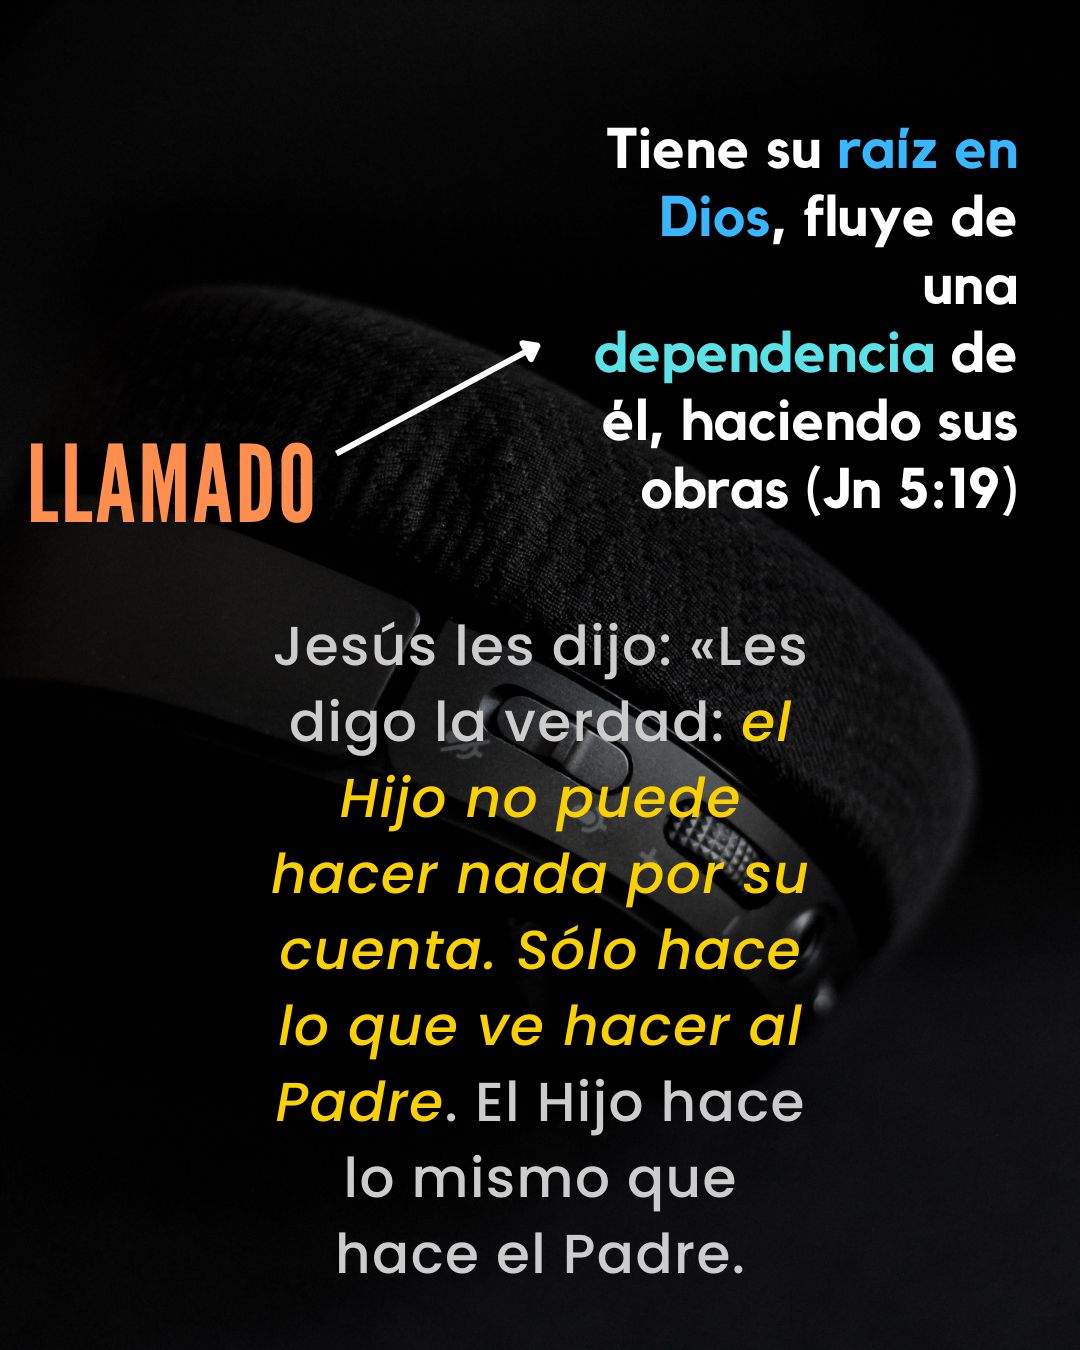 Tiene su raíz en
Dios, fluye de
una
dependencia de
él, haciendo sus
obras (Jn 5:19)
LLAMADO
Jesús les dijo: «Les
digo la verdad: el
Hijo no puede
hacer nada por su
cuenta. Sólo hace
lo que ve hacer al
Padre. El Hijo hace
lo mismo que
hace el Padre.